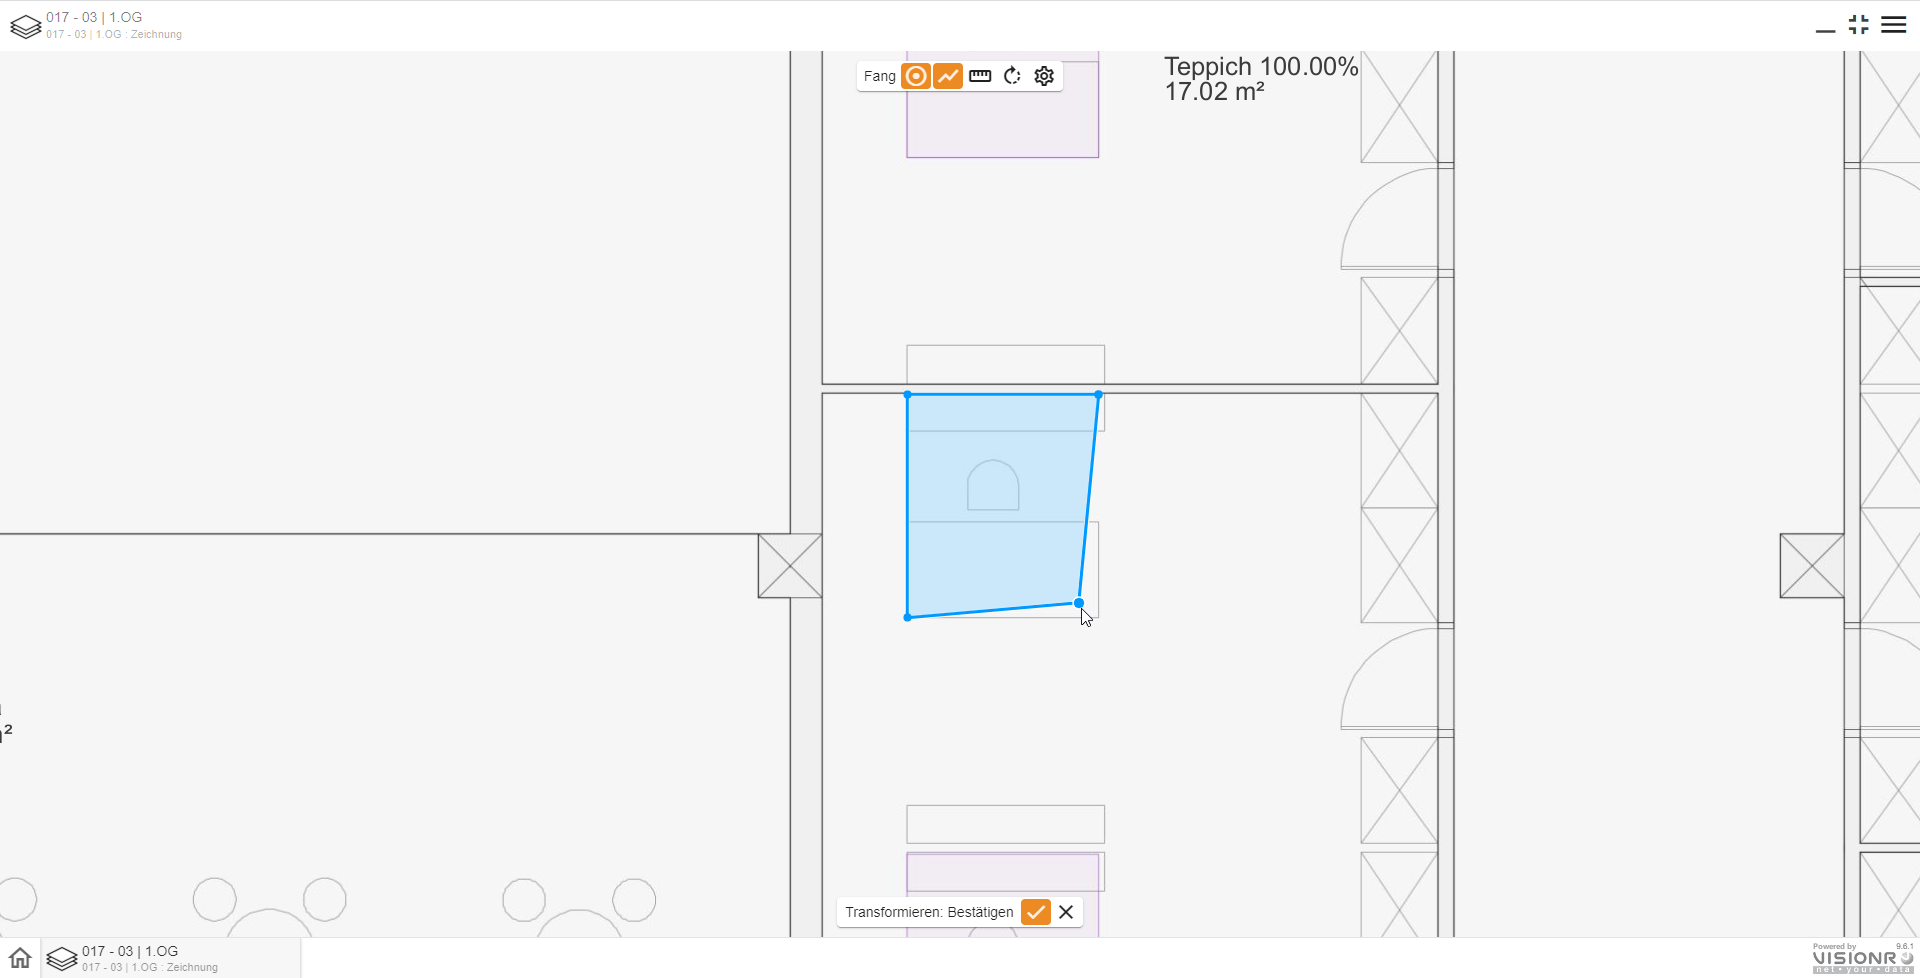 017 - 03 | 1.OG
017 - 03 | 1.OG : Zeichnung
Fang
Teppich 100.00%
17.02 m²
m²
Transformieren: Bestätigen
017 - 03 | 1.OG
017 - 03 | 1.OG : Zeichnung
Powered by 9.6.1
VISIONR
net • your • data